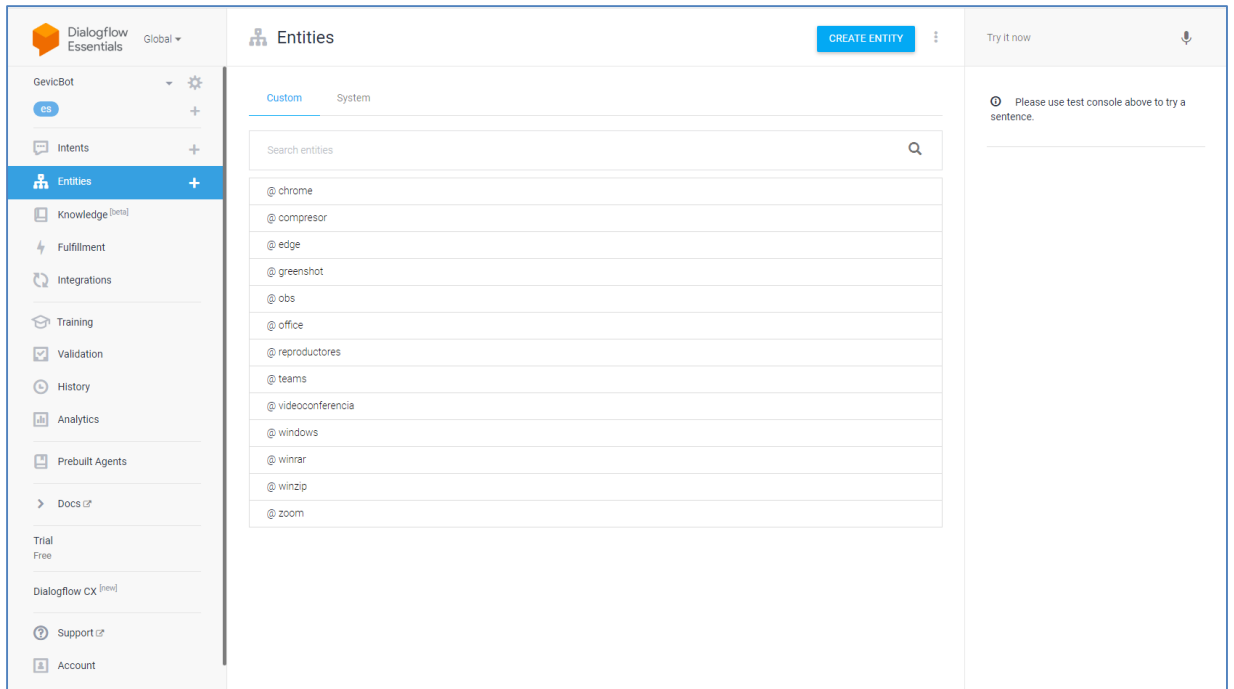 Dialogflow
Essentials
Global
GevicBot
es
Intents
Entities
Knowledge [beta]
Fulfillment
Integrations
Training
Validation
History
Analytics
Prebuilt Agents
Docs
Trial
Free
Dialogflow CX [new]
Support
Account
Entities
CREATE ENTITY
Custom
System
Search entities
@ chrome
@ compresor
@ edge
@ greenshot
@ obs
@ office
@ reproductores
@ teams
@ videoconferencia
@ windows
@ winrar
@ winzip
@ zoom
Try it now
Please use test console above to try a
sentence.